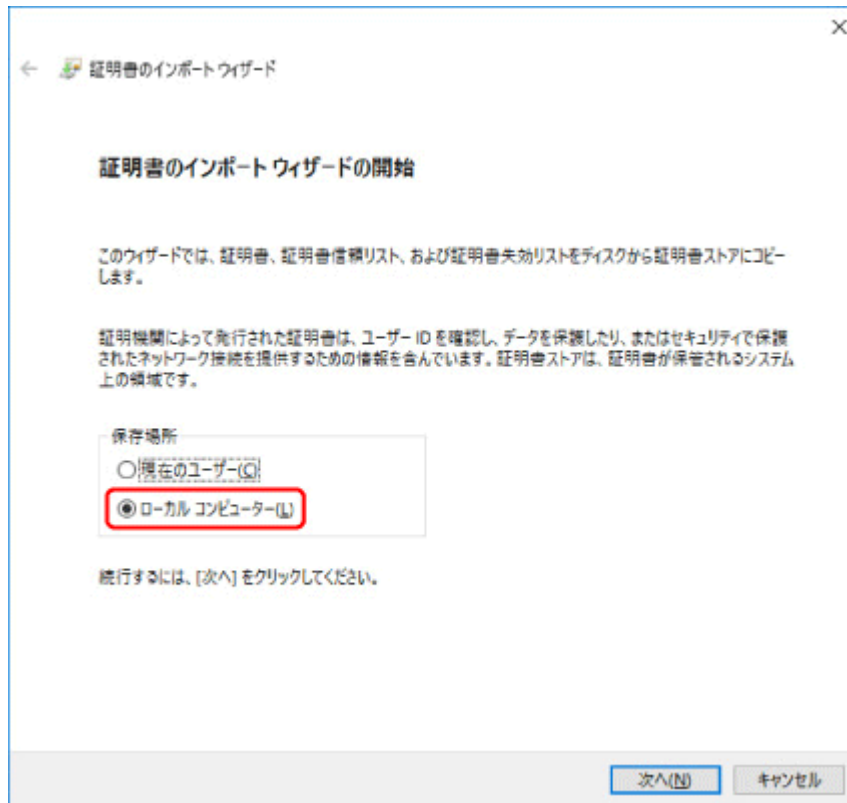 証明書のインポート ウィザード
証明書のインポート ウィザードの開始
このウィザードでは、証明書、証明書信頼リスト、および証明書失効リストをディスクから証明書ストアにコピー
します。
証明機関によって発行された証明書は、ユーザー ID を確認し、データを保護したり、またはセキュリティで保護
されたネットワーク接続を提供するための情報を含んでいます。証明書ストアは、証明書が保管されるシステム
上の領域です。
保存場所
現在のユーザー(C)
ローカル コンピューター(L)
続行するには、[次へ] をクリックしてください。
次へ(N)
キャンセル